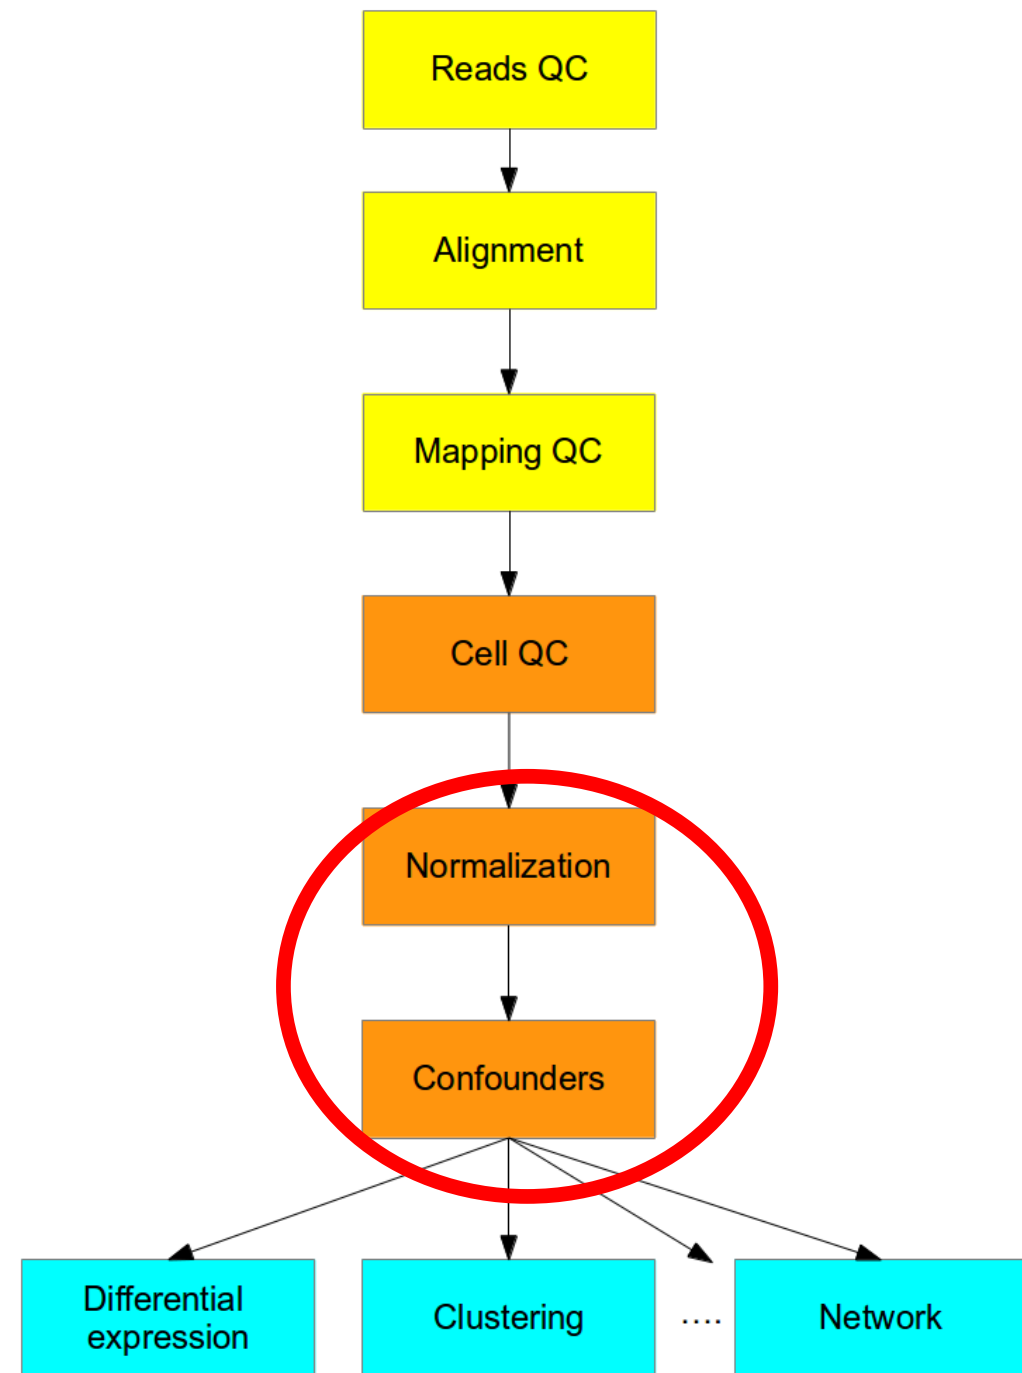 Reads QC
Alignment
Mapping QC
Cell QC
Normalization
Confounders
Differential
expression
Clustering
....
Network